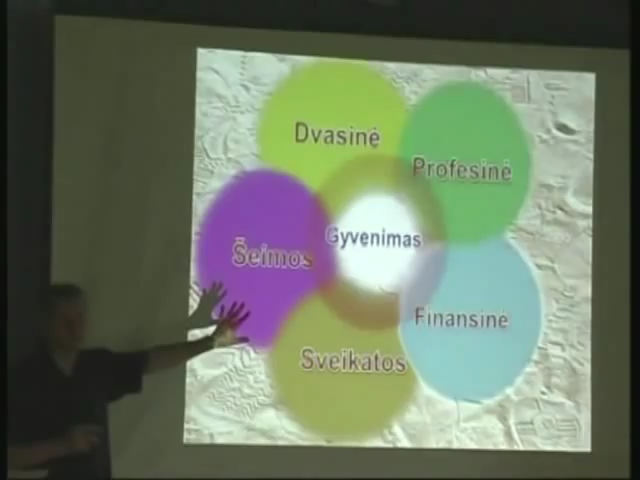 Dvasinė
Profesinė
Gyvenimas
Šeimos
Finansinė
Sveikatos